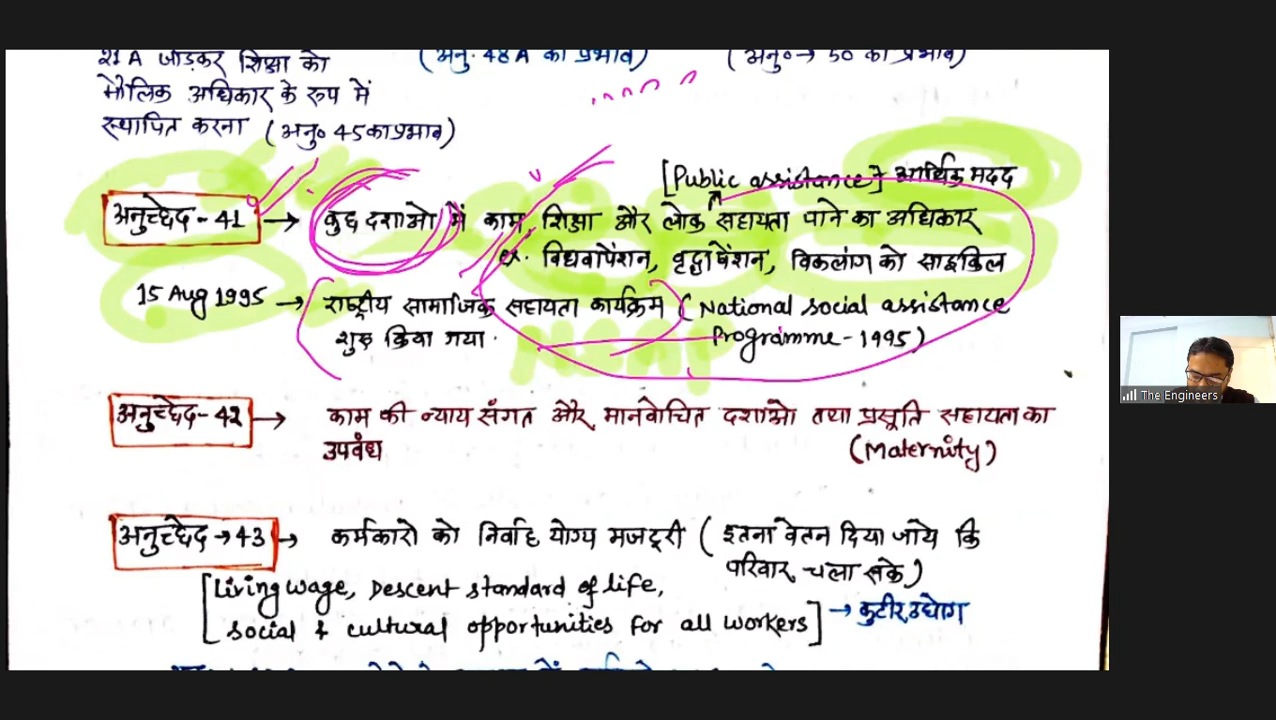 21A जोड़कर शिक्षा को
(अनु. 48A का प्रभाव)
(अनु० → 50 का प्रभाव)
मौलिक अधिकार के रूप में
स्थापित करना (अनु० 45 का प्रभाव)
[Public assistance] आर्थिक मदद
अनुच्छेद - 41 → कुछ दशाओ में काम, शिक्षा और लोक सहायता पाने का अधिकार
ex. विधवापेंशन, वृद्धापेंशन, विकलांग को साइकिल
15 Aug 1995 → राष्ट्रीय सामाजिक सहायता कार्यक्रम (National social assistance
शुरू किया गया. Programme - 1995)
NSAP
अनुच्छेद - 42 → काम की न्याय संगत और मानवोचित दशाओ तथा प्रसूति सहायता का
उपबंध (Maternity)
अनुच्छेद → 43 → कर्मकारो को निर्वाह योग्य मजदूरी (इतना वेतन दिया जाये कि
परिवार चला सके)
[Living wage, Descent standard of life,
social & cultural opportunities for all workers] → कुटीर उद्योग
The Engineers